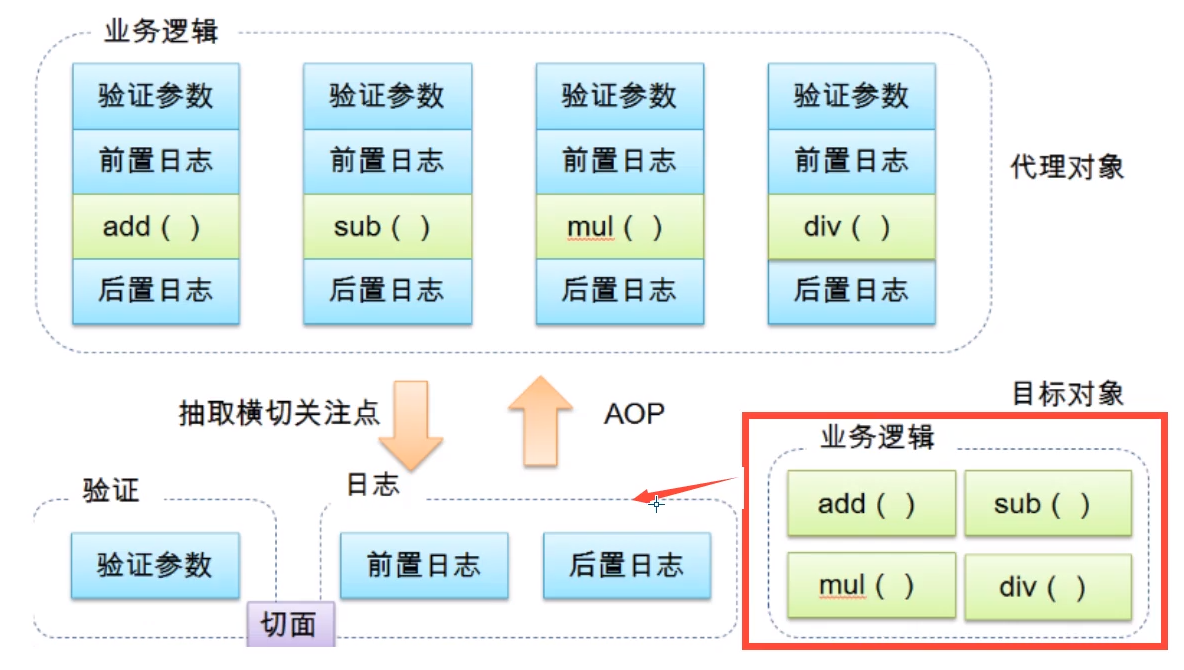 业务逻辑
验证参数 验证参数 验证参数 验证参数
前置日志 前置日志 前置日志 前置日志
代理对象
add ( ) sub ( ) mul ( ) div ( )
后置日志 后置日志 后置日志 后置日志
抽取横切关注点
AOP
目标对象
业务逻辑
add ( ) sub ( )
mul ( ) div ( )
验证
日志
验证参数
前置日志 后置日志
切面